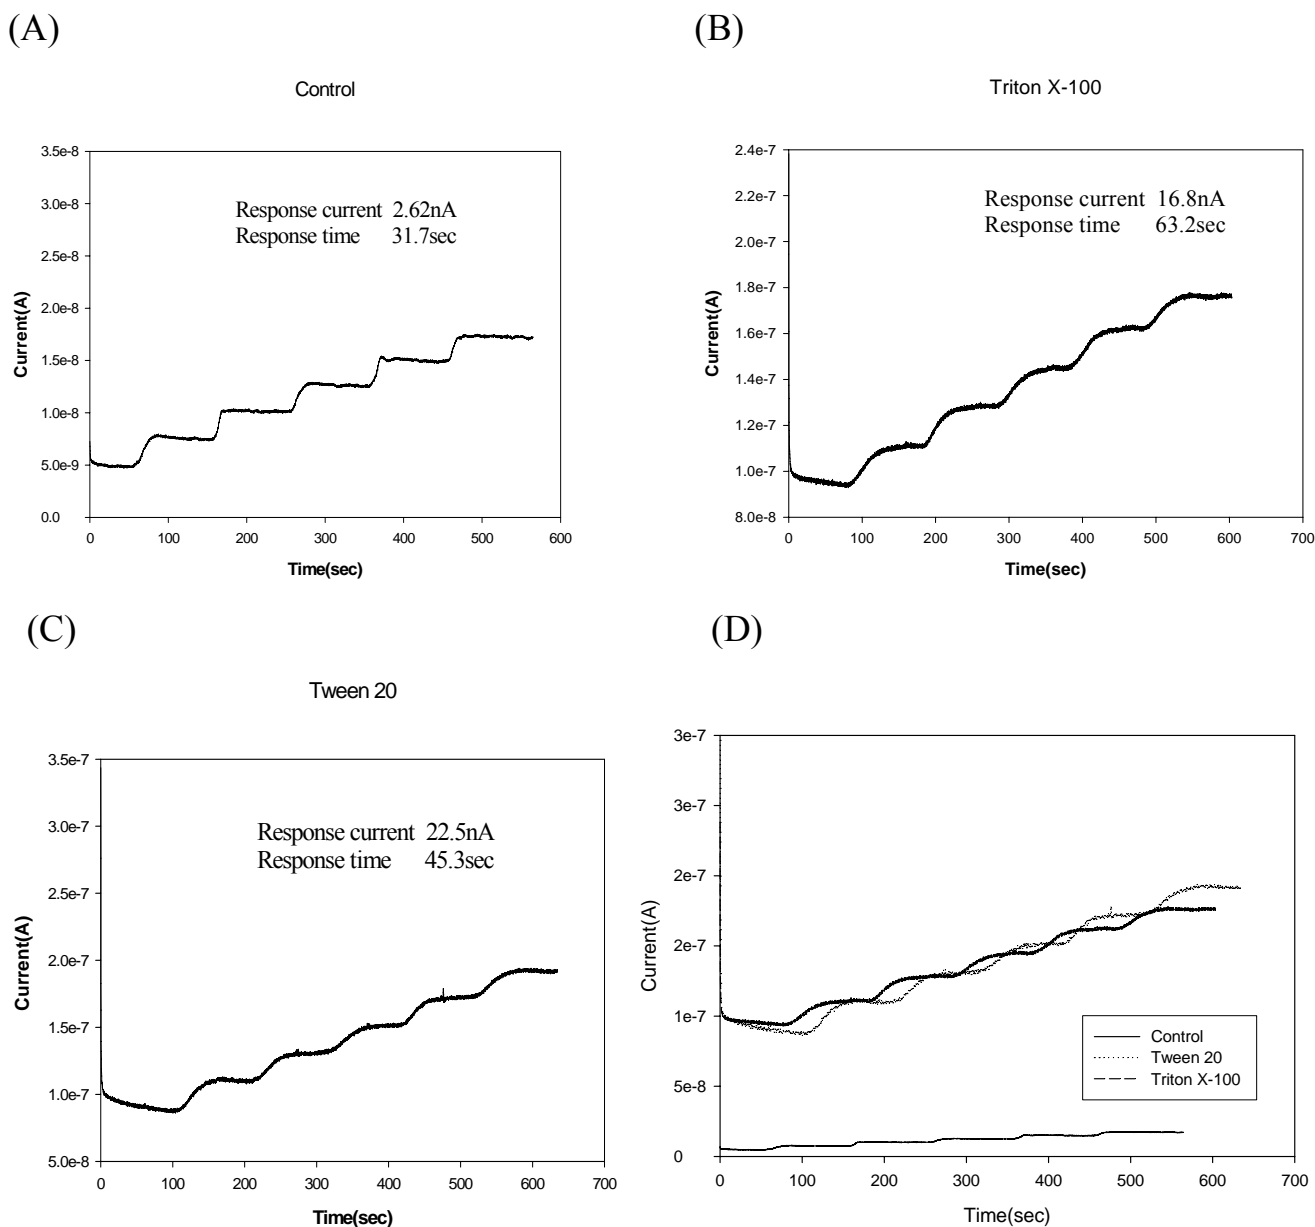 (A)
Control
3.5e-8
3.0e-8
2.5e-8
2.0e-8
1.5e-8
1.0e-8
5.0e-9
0.0
Current(A)
Response current 2.62nA
Response time 31.7sec
0 100 200 300 400 500 600
Time(sec)
(B)
Triton X-100
2.4e-7
2.2e-7
2.0e-7
1.8e-7
1.6e-7
1.4e-7
1.2e-7
1.0e-7
8.0e-8
Current(A)
Response current 16.8nA
Response time 63.2sec
0 100 200 300 400 500 600 700
Time(sec)
(C)
Tween 20
3.5e-7
3.0e-7
2.5e-7
2.0e-7
1.5e-7
1.0e-7
5.0e-8
Current(A)
Response current 22.5nA
Response time 45.3sec
0 100 200 300 400 500 600 700
Time(sec)
(D)
3e-7
3e-7
2e-7
2e-7
1e-7
5e-8
0
Current(A)
Control
Tween 20
Triton X-100
0 100 200 300 400 500 600 700
Time(sec)